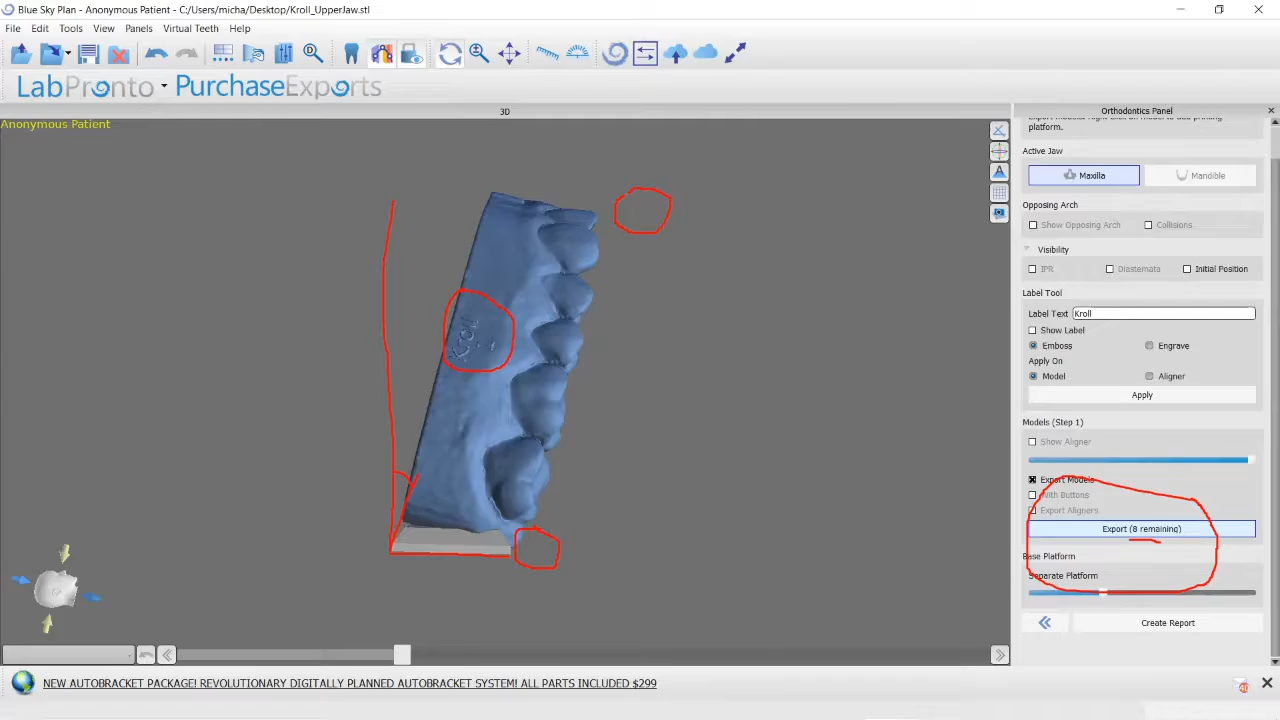 Blue Sky Plan - Anonymous Patient - C:/Users/micha/Desktop/Kroll_UpperJaw.stl
File Edit Tools View Panels Virtual Teeth Help
LabPronto PurchaseExports
3D
Orthodontics Panel
Anonymous Patient
platform.
Active Jaw
Maxilla Mandible
Opposing Arch
Show Opposing Arch Collisions
Visibility
IPR Diastemata Initial Position
Label Tool
Label Text Kroll
Show Label
Emboss Engrave
Apply On
Model Aligner
Apply
Kroll
Models (Step 1)
Show Aligner
Export Models
With Buttons
Export Aligners
Export (8 remaining)
Base Platform
Separate Platform
Create Report
NEW AUTOBRACKET PACKAGE! REVOLUTIONARY DIGITALLY PLANNED AUTOBRACKET SYSTEM! ALL PARTS INCLUDED $299